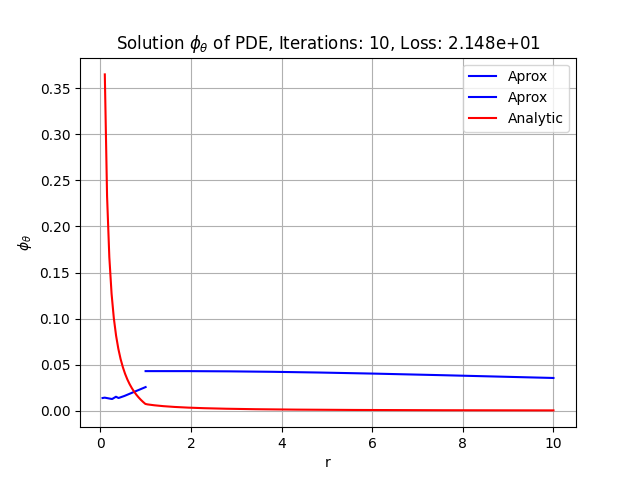 Solution ϕθ of PDE, Iterations: 10, Loss: 2.148e+01
Aprox
Aprox
Analytic
0.35
0.30
0.25
0.20
0.15
0.10
0.05
0.00
ϕθ
0 2 4 6 8 10
r